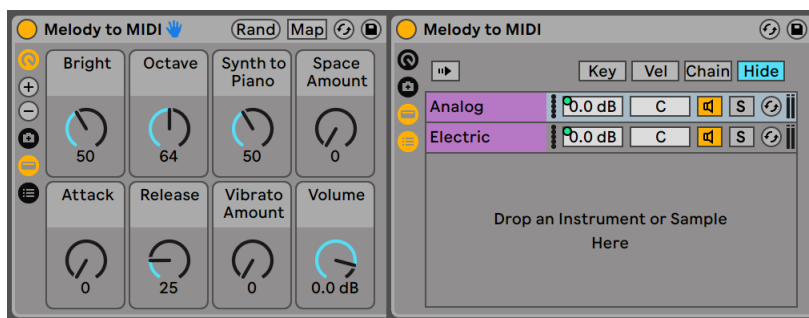 Melody to MIDI
Rand
Map
Bright
Octave
Synth to
Piano
Space
Amount
50
64
50
0
Attack
Release
Vibrato
Amount
Volume
0
25
0
0.0 dB
Melody to MIDI
Key
Vel
Chain
Hide
Analog
0.0 dB
C
S
Electric
0.0 dB
C
S
Drop an Instrument or Sample
Here